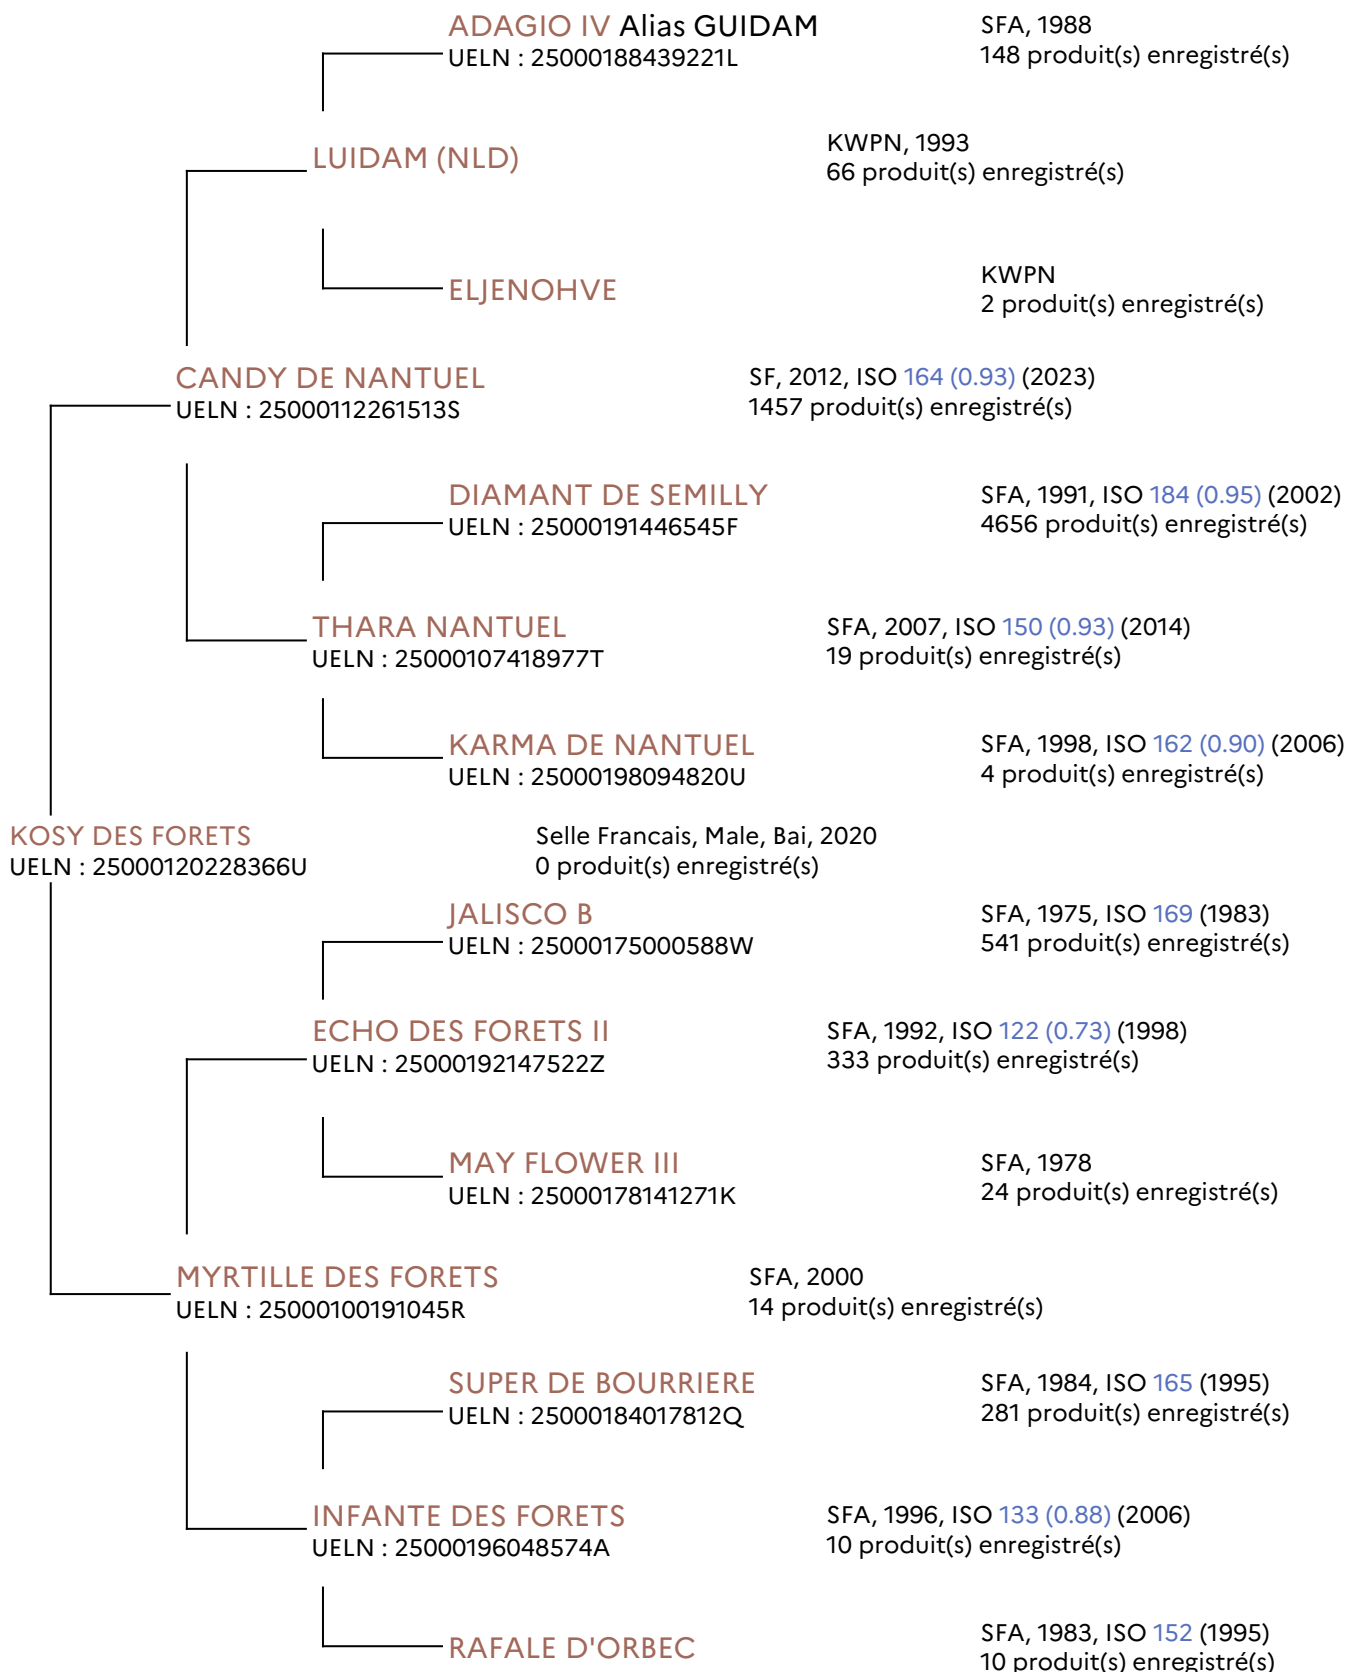 ADAGIO IV Alias GUIDAM
UELN : 25000188439221L
SFA, 1988
148 produit(s) enregistré(s)
LUIDAM (NLD)
KWPN, 1993
66 produit(s) enregistré(s)
ELJENOHVE
KWPN
2 produit(s) enregistré(s)
CANDY DE NANTUEL
UELN : 25000112261513S
SF, 2012, ISO 164 (0.93) (2023)
1457 produit(s) enregistré(s)
DIAMANT DE SEMILLY
UELN : 25000191446545F
SFA, 1991, ISO 184 (0.95) (2002)
4656 produit(s) enregistré(s)
THARA NANTUEL
UELN : 25000107418977T
SFA, 2007, ISO 150 (0.93) (2014)
19 produit(s) enregistré(s)
KARMA DE NANTUEL
UELN : 25000198094820U
SFA, 1998, ISO 162 (0.90) (2006)
4 produit(s) enregistré(s)
KOSY DES FORETS
UELN : 25000120228366U
Selle Francais, Male, Bai, 2020
0 produit(s) enregistré(s)
JALISCO B
UELN : 25000175000588W
SFA, 1975, ISO 169 (1983)
541 produit(s) enregistré(s)
ECHO DES FORETS II
UELN : 25000192147522Z
SFA, 1992, ISO 122 (0.73) (1998)
333 produit(s) enregistré(s)
MAY FLOWER III
UELN : 25000178141271K
SFA, 1978
24 produit(s) enregistré(s)
MYRTILLE DES FORETS
UELN : 25000100191045R
SFA, 2000
14 produit(s) enregistré(s)
SUPER DE BOURRIERE
UELN : 25000184017812Q
SFA, 1984, ISO 165 (1995)
281 produit(s) enregistré(s)
INFANTE DES FORETS
UELN : 25000196048574A
SFA, 1996, ISO 133 (0.88) (2006)
10 produit(s) enregistré(s)
RAFALE D'ORBEC
SFA, 1983, ISO 152 (1995)
10 produit(s) enregistré(s)